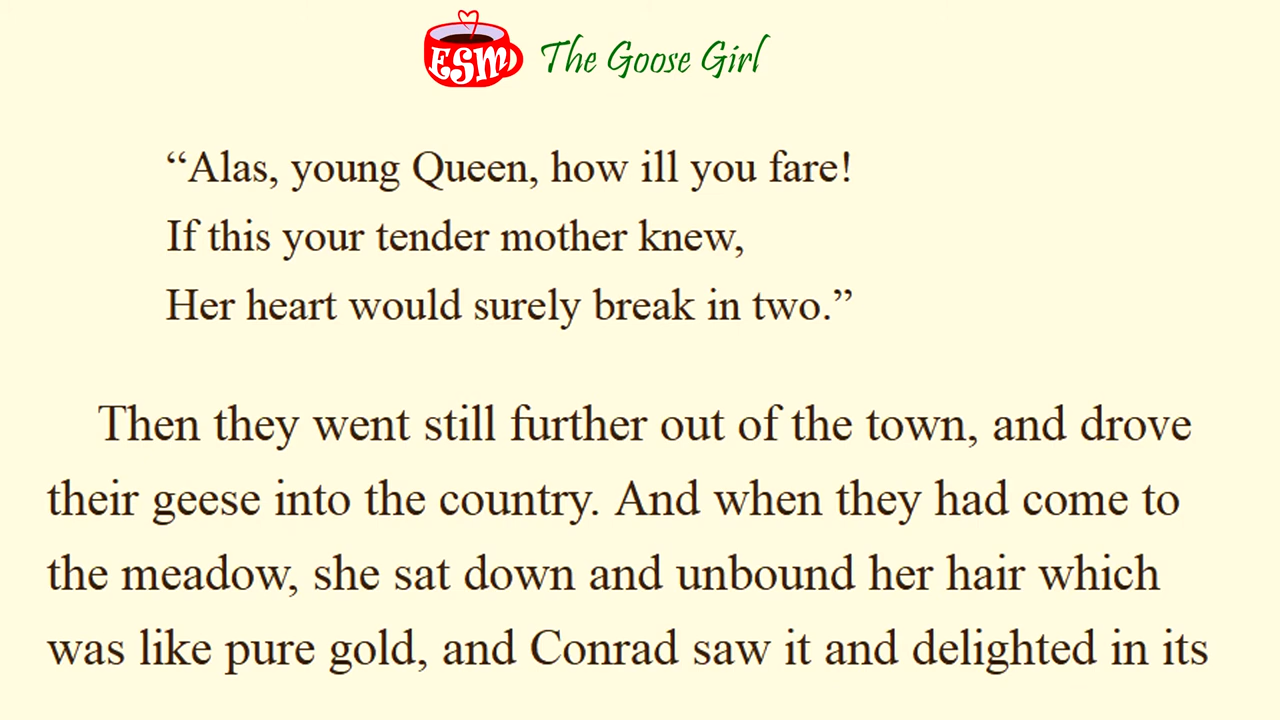 ESM The Goose Girl
“Alas, young Queen, how ill you fare!
If this your tender mother knew,
Her heart would surely break in two.”
Then they went still further out of the town, and drove
their geese into the country. And when they had come to
the meadow, she sat down and unbound her hair which
was like pure gold, and Conrad saw it and delighted in its